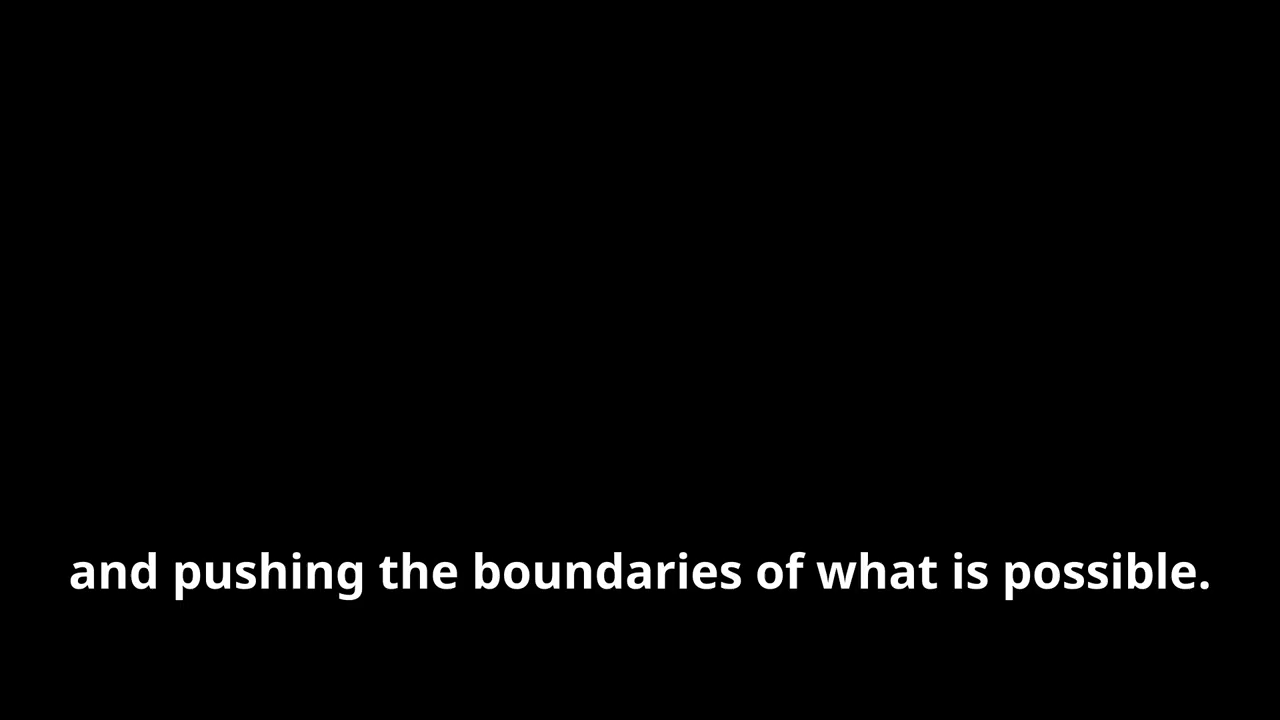 and pushing the boundaries of what is possible.